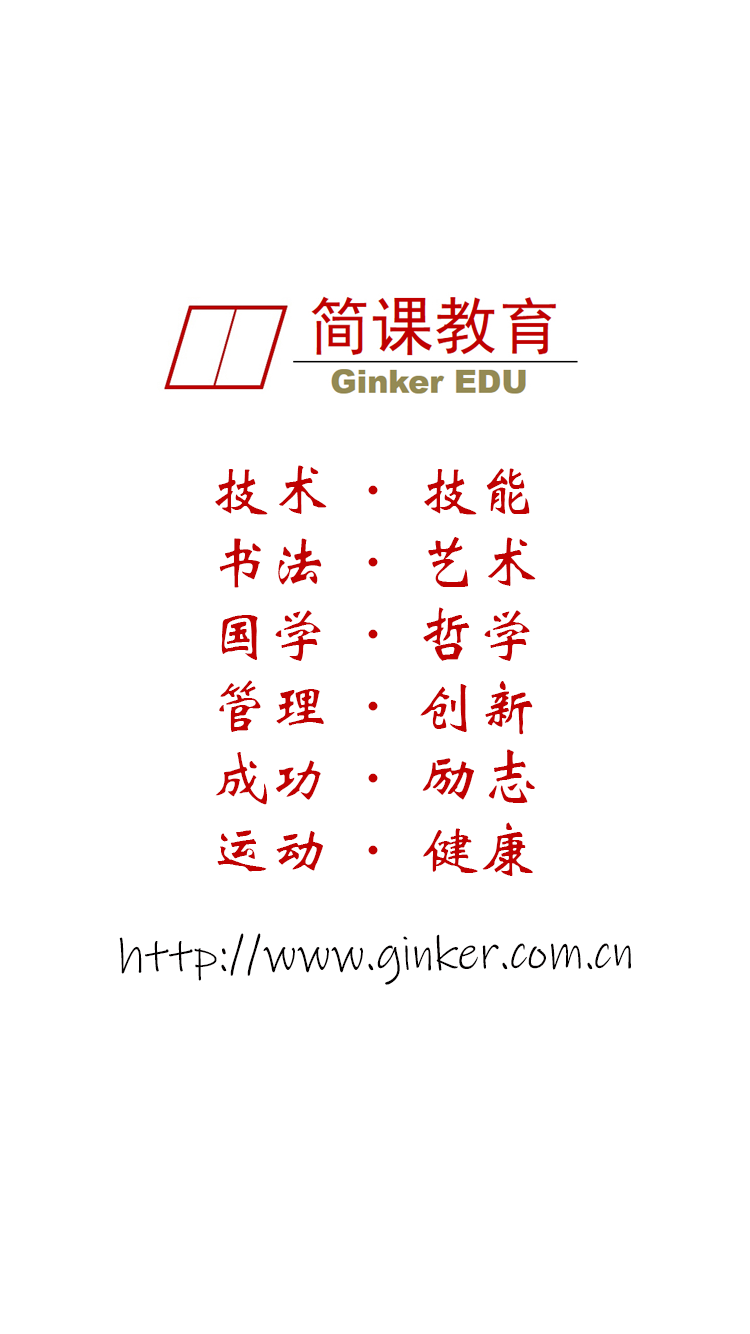 简课教育
Ginker EDU
技术 · 技能
书法 · 艺术
国学 · 哲学
管理 · 创新
成功 · 励志
运动 · 健康
http://www.ginker.com.cn